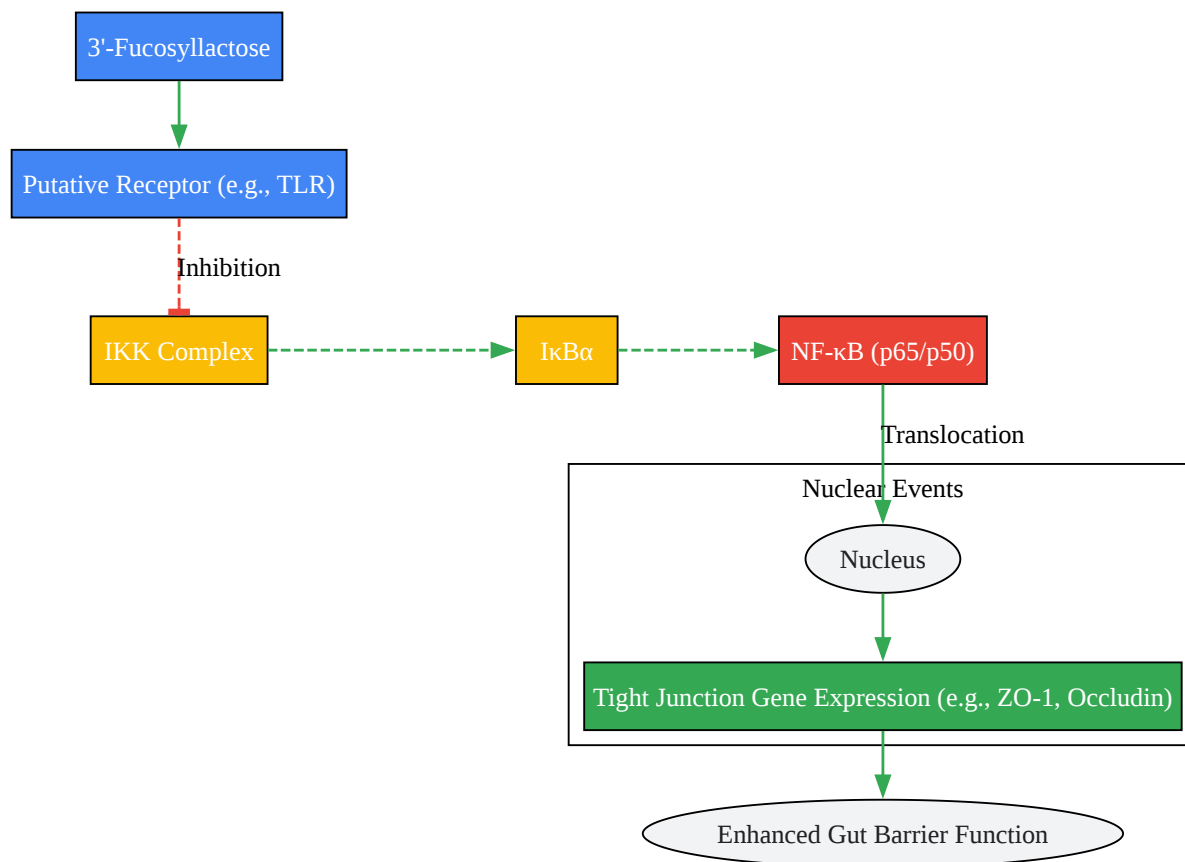 3'-Fucosyllactose
Putative Receptor (e.g., TLR)
Inhibition
IKK Complex
IκBα
NF-κB (p65/p50)
Translocation
Nuclear Events
Nucleus
Tight Junction Gene Expression (e.g., ZO-1, Occludin)
Enhanced Gut Barrier Function